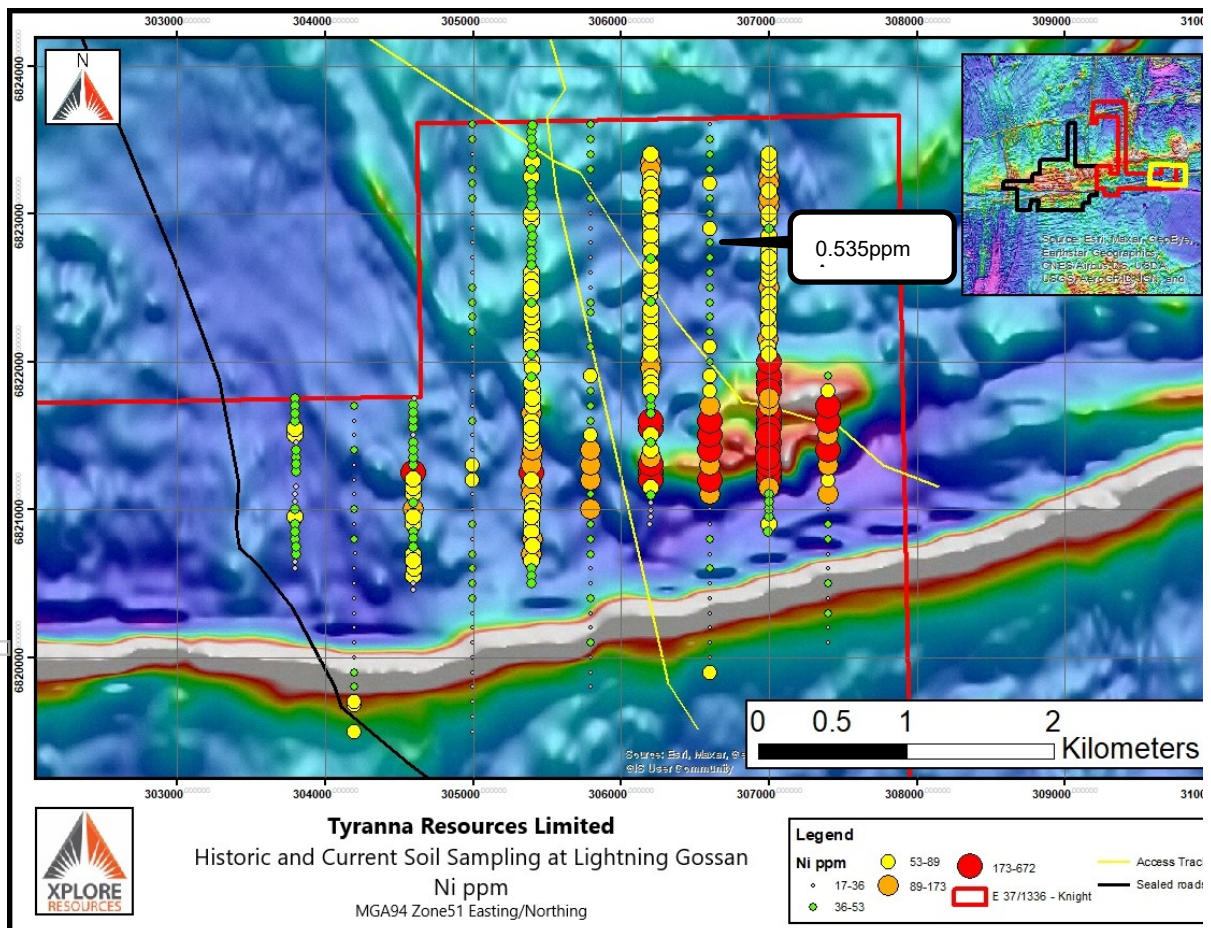 303000 304000 305000 306000 307000 308000 309000 3100
N
6824000
6823000
6822000
6821000
6820000
0.535ppm
Source: Esri, Maxar, GeoEye,
Earthstar Geographics,
CNES/Airbus DS, USDA,
USGS, AeroGRID, IGN, and
0 0.5 1 2
Kilometers
Source: Esri, Maxar,
GIS User Community
303000 304000 305000 306000 307000 308000 309000 3100
XPLORE
RESOURCES
Tyranna Resources Limited
Historic and Current Soil Sampling at Lightning Gossan
Ni ppm
MGA94 Zone51 Easting/Northing
Legend
Ni ppm
17-36
36-53
53-89
89-173
173-672
E 37/1336 - Knight
Access Trac
Sealed roads